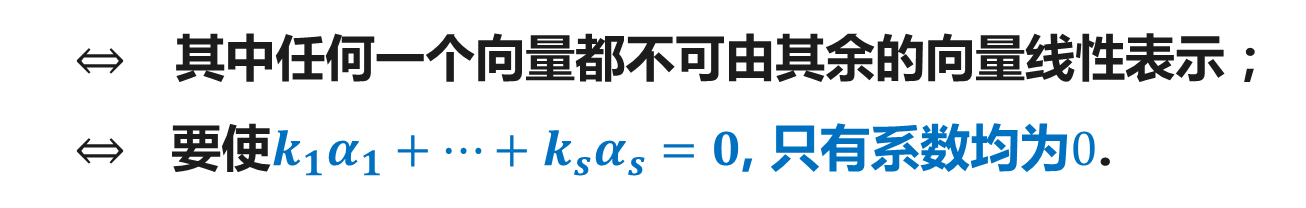 ⇔ 其中任何一个向量都不可由其余的向量线性表示；
⇔ 要使k₁α₁ + ⋯ + kₛαₛ = 0, 只有系数均为0.